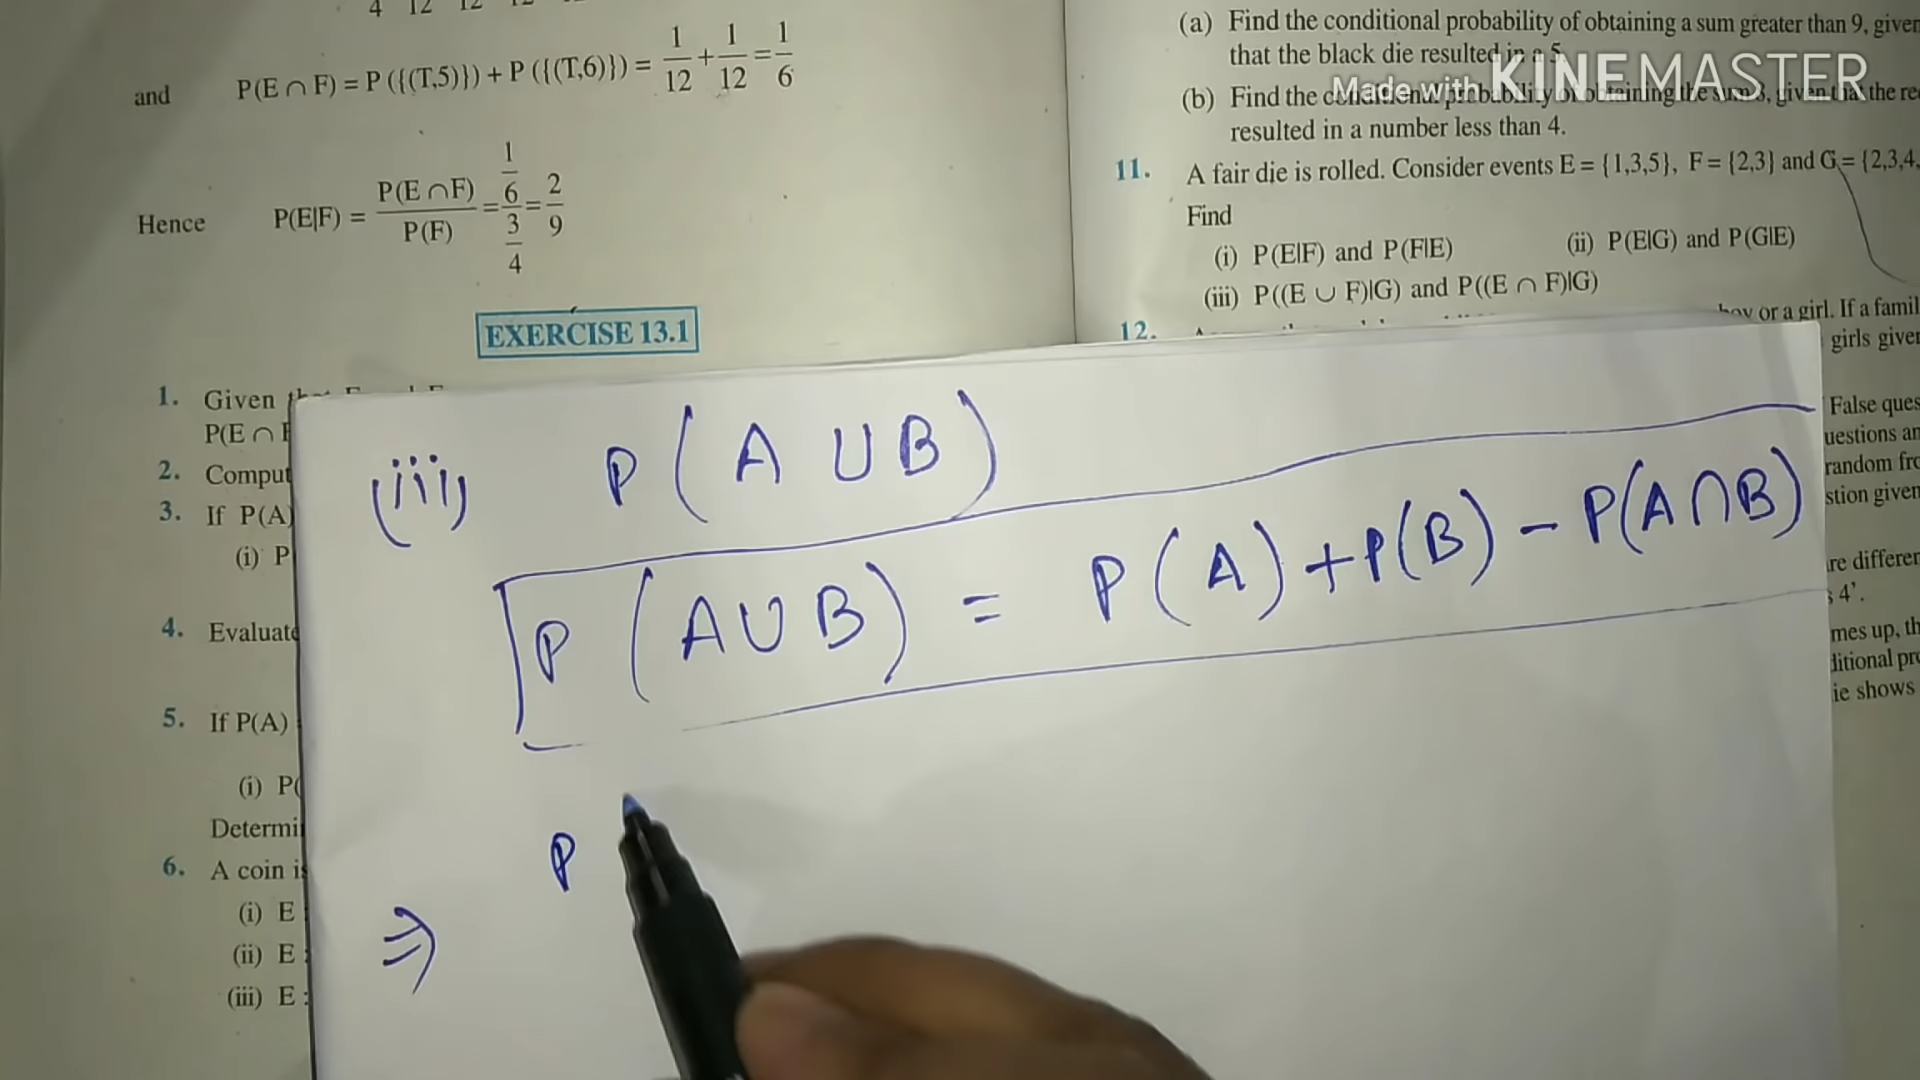 4 12 12
and P(E ∩ F) = P ({(T,5)}) + P ({(T,6)}) = 1/12 + 1/12 = 1/6
Hence P(E|F) = P(E ∩ F)/P(F) = (1/6)/(3/4) = 2/9
EXERCISE 13.1
1. Given
P(E ∩
2. Comput
3. If P(A)
(i) P
4. Evaluate
5. If P(A)
(i) P(
Determi
6. A coin is
(i) E
(ii) E :
(iii) E :
(a) Find the conditional probability of obtaining a sum greater than 9, given
that the black die resulted in a 5.
(b) Find the conditional probability of obtaining the sum 8, given that the re
resulted in a number less than 4.
Made with KINEMASTER
11. A fair die is rolled. Consider events E = {1,3,5}, F = {2,3} and G = {2,3,4,
Find
(i) P(E|F) and P(F|E) (ii) P(E|G) and P(G|E)
(iii) P((E ∪ F)|G) and P((E ∩ F)|G)
12.
boy or a girl. If a famil
girls given
False ques
uestions an
random fro
stion given
re differen
4’.
mes up, th
ditional pro
ie shows
(iii) P(A ∪ B)
P(A ∪ B) = P(A) + P(B) − P(A ∩ B)
⇒ P